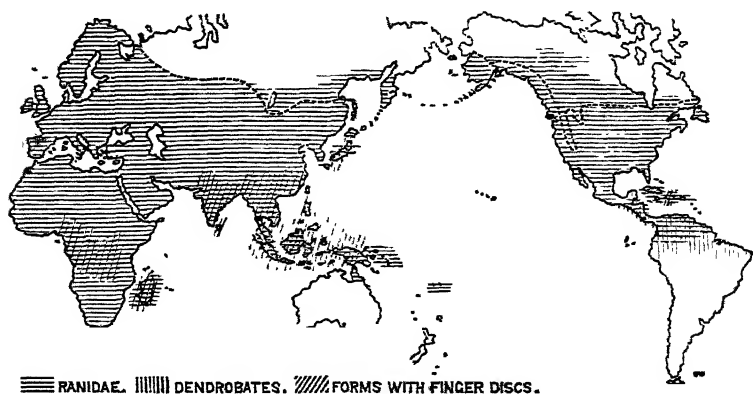 RANIDAE. DENDROBATES. FORMS WITH FINGER DISCS.